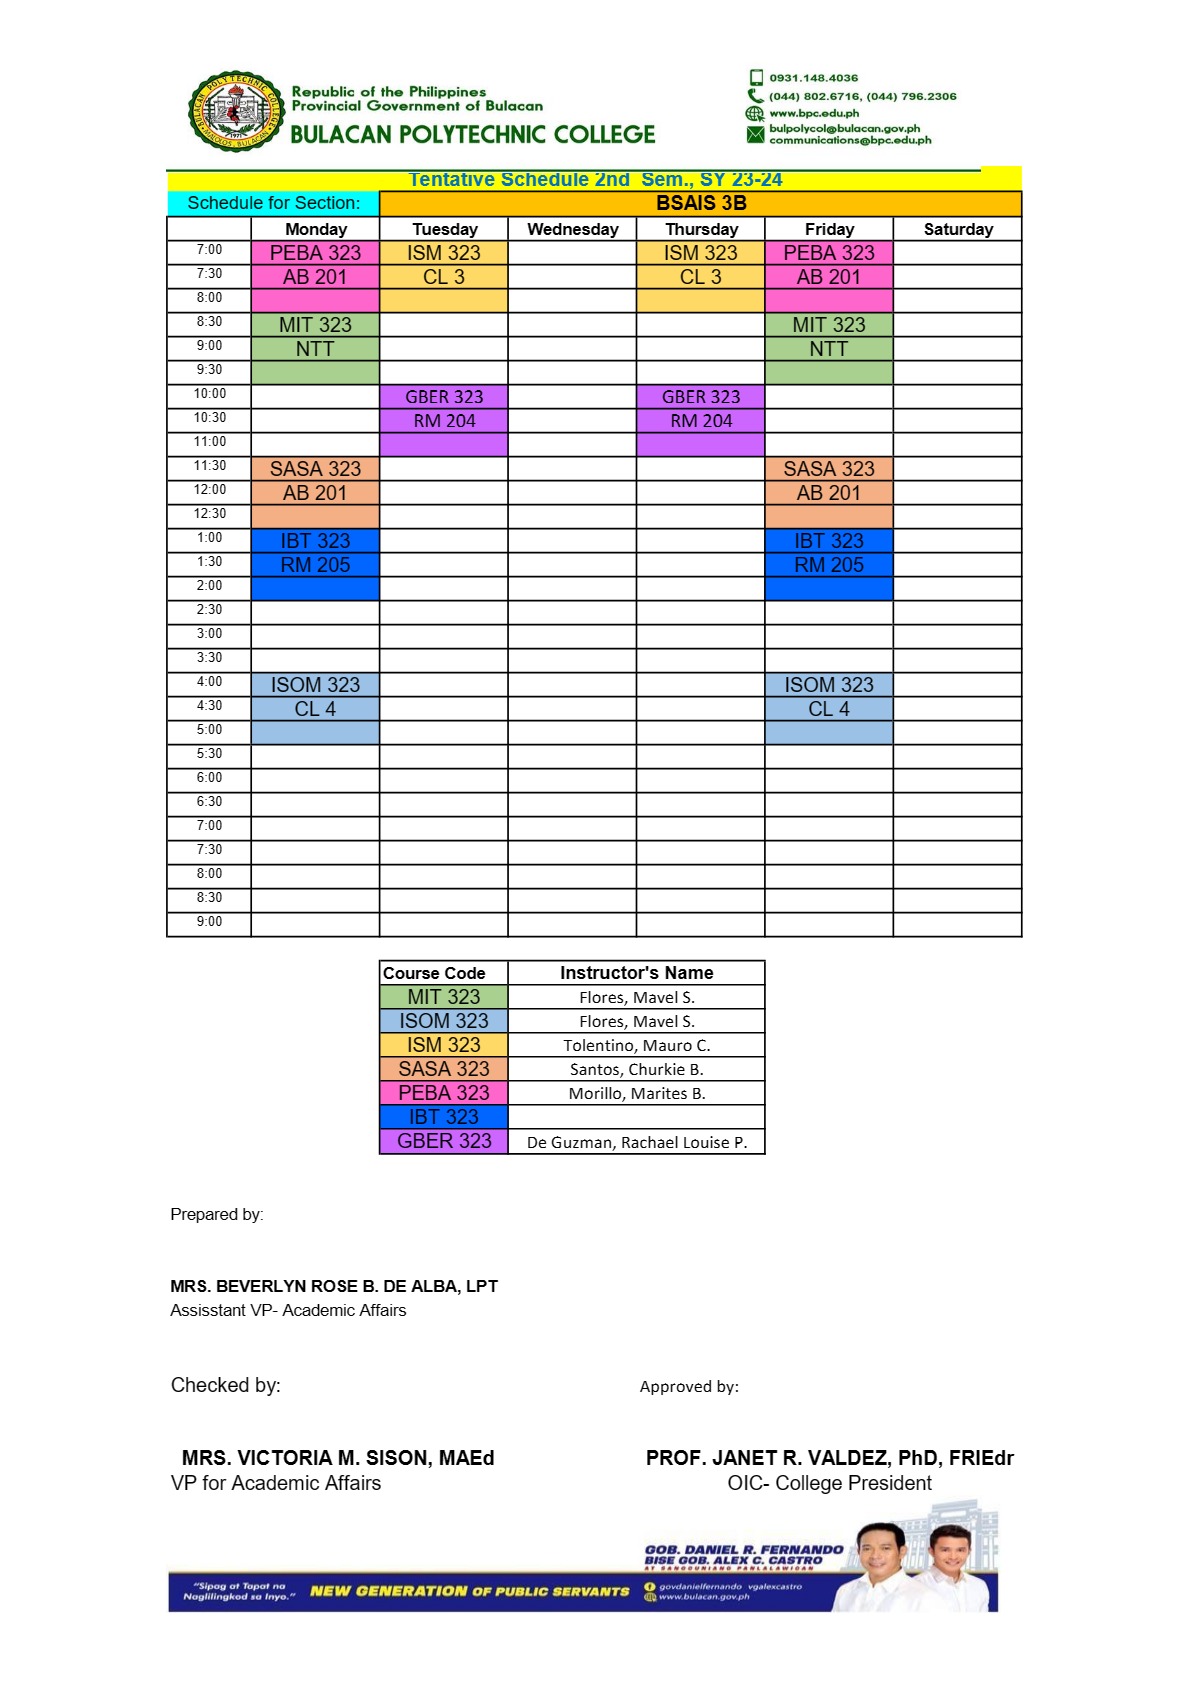 BULACAN POLYTECHNIC COLLEGE
MALOLOS, BULACAN
1971
Republic of the Philippines
Provincial Government of Bulacan
BULACAN POLYTECHNIC COLLEGE
0931.148.4036
(044) 802.6716, (044) 796.2306
www.bpc.edu.ph
bulpolycol@bulacan.gov.ph
communications@bpc.edu.ph
Tentative Schedule 2nd Sem., SY 23-24
Schedule for Section: BSAIS 3B
Monday Tuesday Wednesday Thursday Friday Saturday
7:00 PEBA 323 ISM 323 ISM 323 PEBA 323
7:30 AB 201 CL 3 CL 3 AB 201
8:00
8:30 MIT 323 MIT 323
9:00 NTT NTT
9:30
10:00 GBER 323 GBER 323
10:30 RM 204 RM 204
11:00
11:30 SASA 323 SASA 323
12:00 AB 201 AB 201
12:30
1:00 IBT 323 IBT 323
1:30 RM 205 RM 205
2:00
2:30
3:00
3:30
4:00 ISOM 323 ISOM 323
4:30 CL 4 CL 4
5:00
5:30
6:00
6:30
7:00
7:30
8:00
8:30
9:00
Course Code Instructor's Name
MIT 323 Flores, Mavel S.
ISOM 323 Flores, Mavel S.
ISM 323 Tolentino, Mauro C.
SASA 323 Santos, Churkie B.
PEBA 323 Morillo, Marites B.
IBT 323
GBER 323 De Guzman, Rachael Louise P.
Prepared by:
MRS. BEVERLYN ROSE B. DE ALBA, LPT
Assisstant VP- Academic Affairs
Checked by: Approved by:
MRS. VICTORIA M. SISON, MAEd PROF. JANET R. VALDEZ, PhD, FRIEdr
VP for Academic Affairs OIC- College President
GOB. DANIEL R. FERNANDO
BISE GOB. ALEX C. CASTRO
AT SANGGUNIANG PANLALAWIGAN
"Sipag at Tapat na
Naglilingkod sa Inyo."
NEW GENERATION OF PUBLIC SERVANTS
govdanielfernando vgalexcastro
www.bulacan.gov.ph